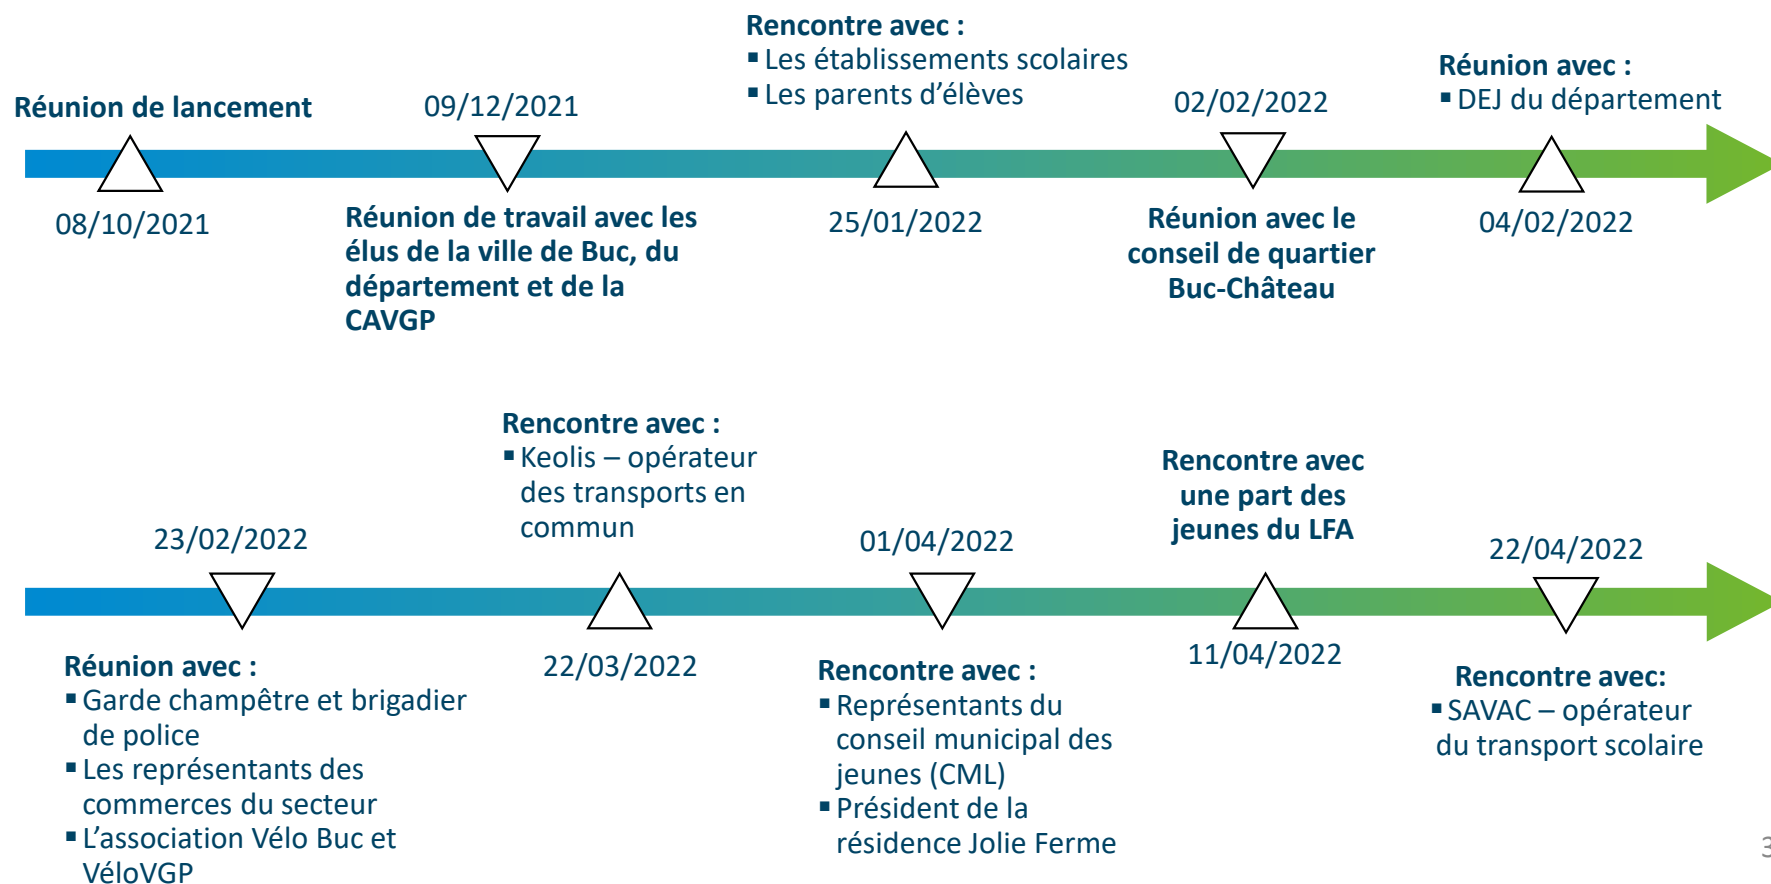 Réunion de lancement
08/10/2021
09/12/2021
Réunion de travail avec les
élus de la ville de Buc, du
département et de la
CAVGP
Rencontre avec :
▪ Les établissements scolaires
▪ Les parents d’élèves
25/01/2022
02/02/2022
Réunion avec le
conseil de quartier
Buc-Château
Réunion avec :
▪ DEJ du département
04/02/2022
23/02/2022
Réunion avec :
▪ Garde champêtre et brigadier
de police
▪ Les représentants des
commerces du secteur
▪ L’association Vélo Buc et
VéloVGP
Rencontre avec :
▪ Keolis – opérateur
des transports en
commun
22/03/2022
01/04/2022
Rencontre avec :
▪ Représentants du
conseil municipal des
jeunes (CML)
▪ Président de la
résidence Jolie Ferme
Rencontre avec
une part des
jeunes du LFA
11/04/2022
22/04/2022
Rencontre avec:
▪ SAVAC – opérateur
du transport scolaire
3